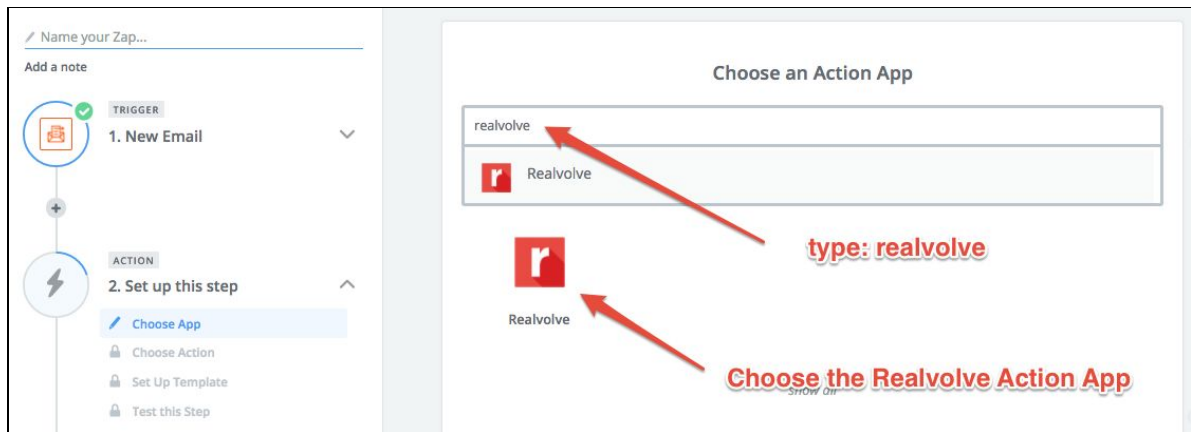 Name your Zap...
Add a note
TRIGGER
1. New Email
ACTION
2. Set up this step
Choose App
Choose Action
Set Up Template
Test this Step
Choose an Action App
realvolve
r Realvolve
type: realvolve
r
Realvolve
Choose the Realvolve Action App
Show all